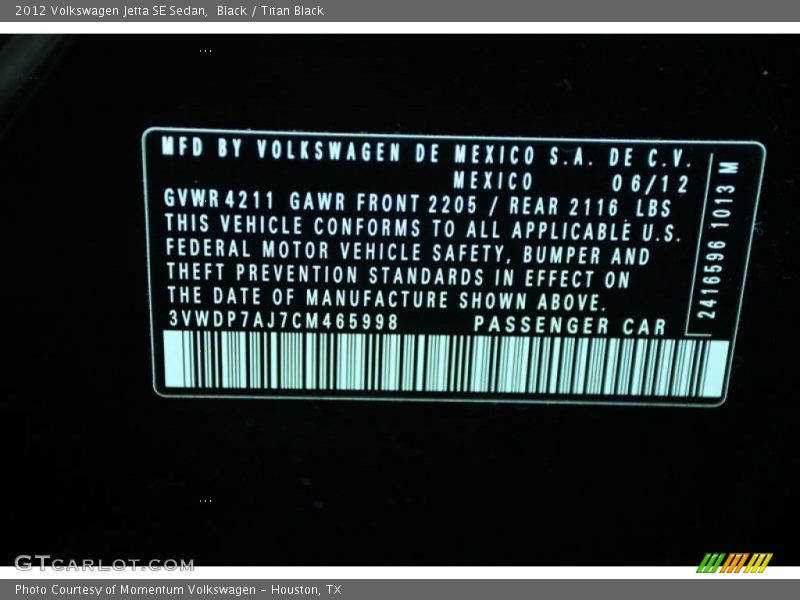 2012 Volkswagen Jetta SE Sedan,  Black / Titan Black
MFD BY VOLKSWAGEN DE MEXICO S.A. DE C.V.
MEXICO 06/12
GVWR 4211 GAWR FRONT 2205 / REAR 2116 LBS
THIS VEHICLE CONFORMS TO ALL APPLICABLE U.S.
FEDERAL MOTOR VEHICLE SAFETY, BUMPER AND
THEFT PREVENTION STANDARDS IN EFFECT ON
THE DATE OF MANUFACTURE SHOWN ABOVE.
3VWDP7AJ7CM465998 PASSENGER CAR
2416596 1013 M
GTCARLOT.COM
Photo Courtesy of Momentum Volkswagen - Houston, TX